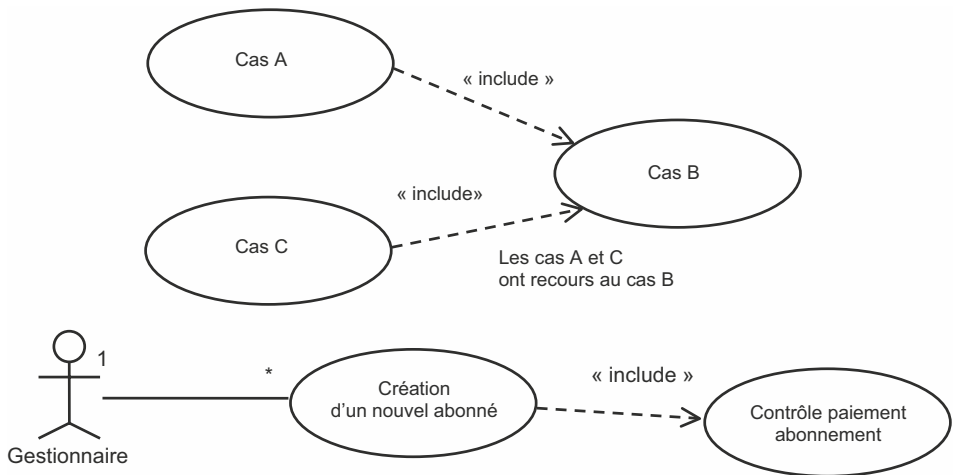 Cas A
« include »
Cas B
« include»
Cas C
Les cas A et C
ont recours au cas B
1
*
Création
d'un nouvel abonné
« include »
Contrôle paiement
abonnement
Gestionnaire